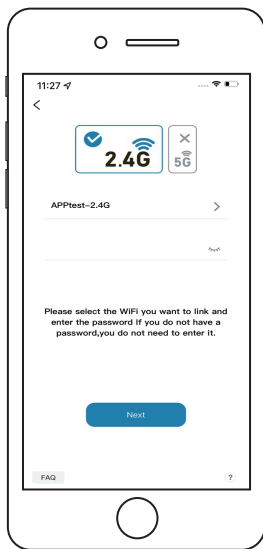 11:27
2.4G
5G
APPtest-2.4G
Please select the WiFi you want to link and
enter the password If you do not have a
password,you do not need to enter it.
Next
FAQ
?